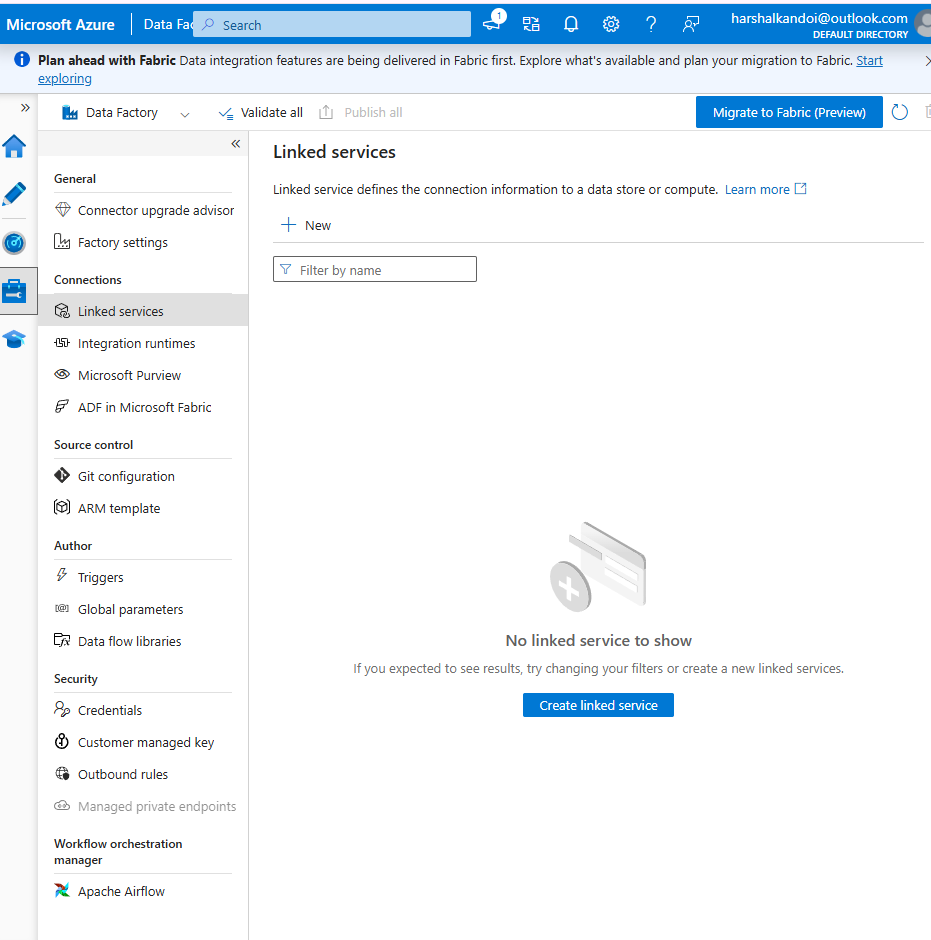 Microsoft Azure
Data Fac
Search
1
harshalkandoi@outlook.com
DEFAULT DIRECTORY
Plan ahead with Fabric Data integration features are being delivered in Fabric first. Explore what's available and plan your migration to Fabric. Start
exploring
Data Factory
Validate all
Publish all
Migrate to Fabric (Preview)
General
Connector upgrade advisor
Factory settings
Connections
Linked services
Integration runtimes
Microsoft Purview
ADF in Microsoft Fabric
Source control
Git configuration
ARM template
Author
Triggers
Global parameters
Data flow libraries
Security
Credentials
Customer managed key
Outbound rules
Managed private endpoints
Workflow orchestration
manager
Apache Airflow
Linked services
Linked service defines the connection information to a data store or compute. Learn more
New
Filter by name
No linked service to show
If you expected to see results, try changing your filters or create a new linked services.
Create linked service